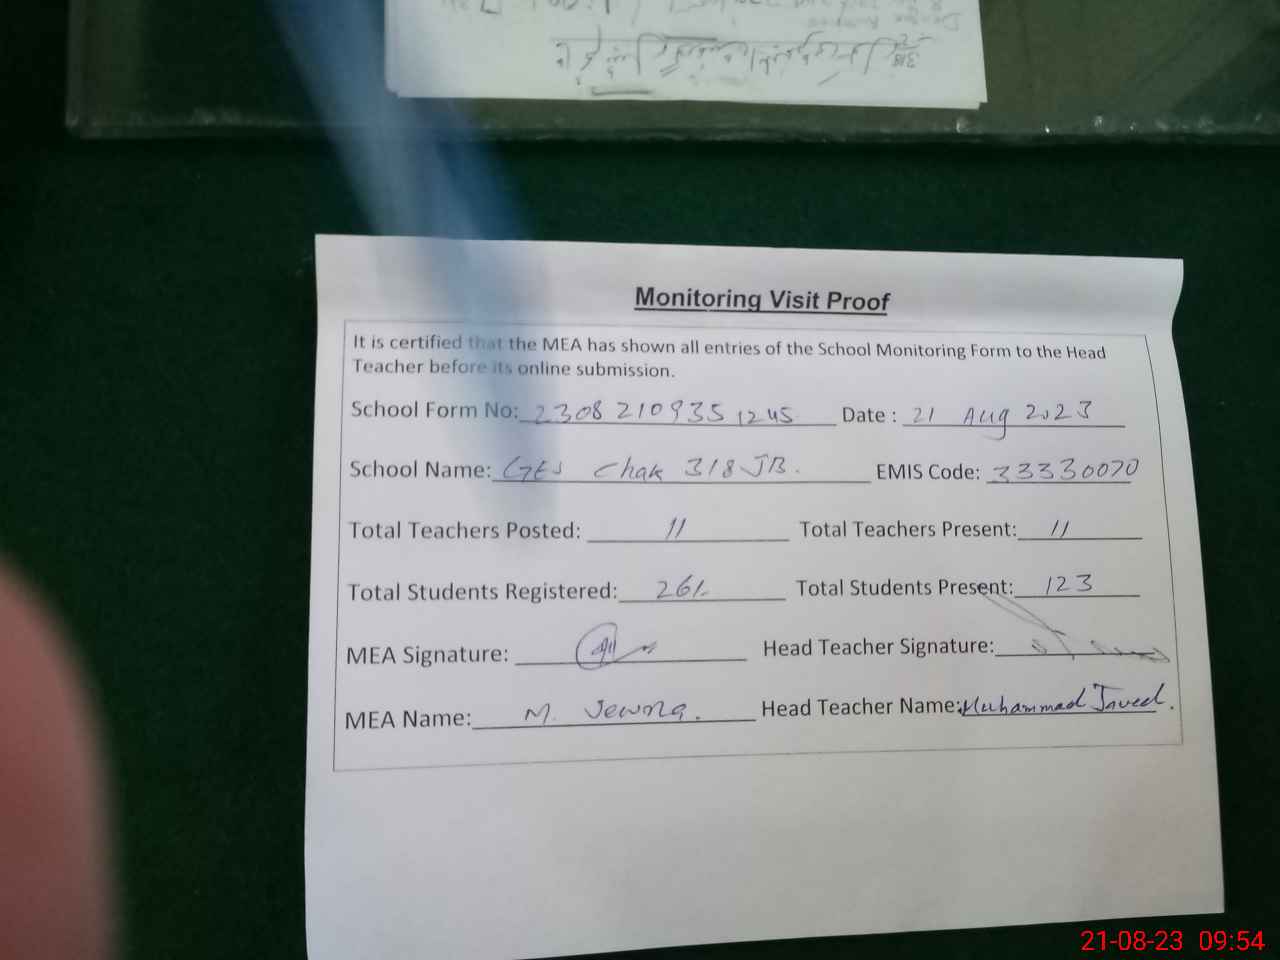 Monitoring Visit Proof
It is certified that the MEA has shown all entries of the School Monitoring Form to the Head
Teacher before its online submission.
School Form No: 2308 210935 1245 Date : 21 Aug 2023
School Name: GES Chak 318 JB. EMIS Code: 33330070
Total Teachers Posted: 11 Total Teachers Present: 11
Total Students Registered: 261 Total Students Present: 123
MEA Signature: Head Teacher Signature:
MEA Name: M. Head Teacher Name: Muhammad Javed.
21-08-23 09:54